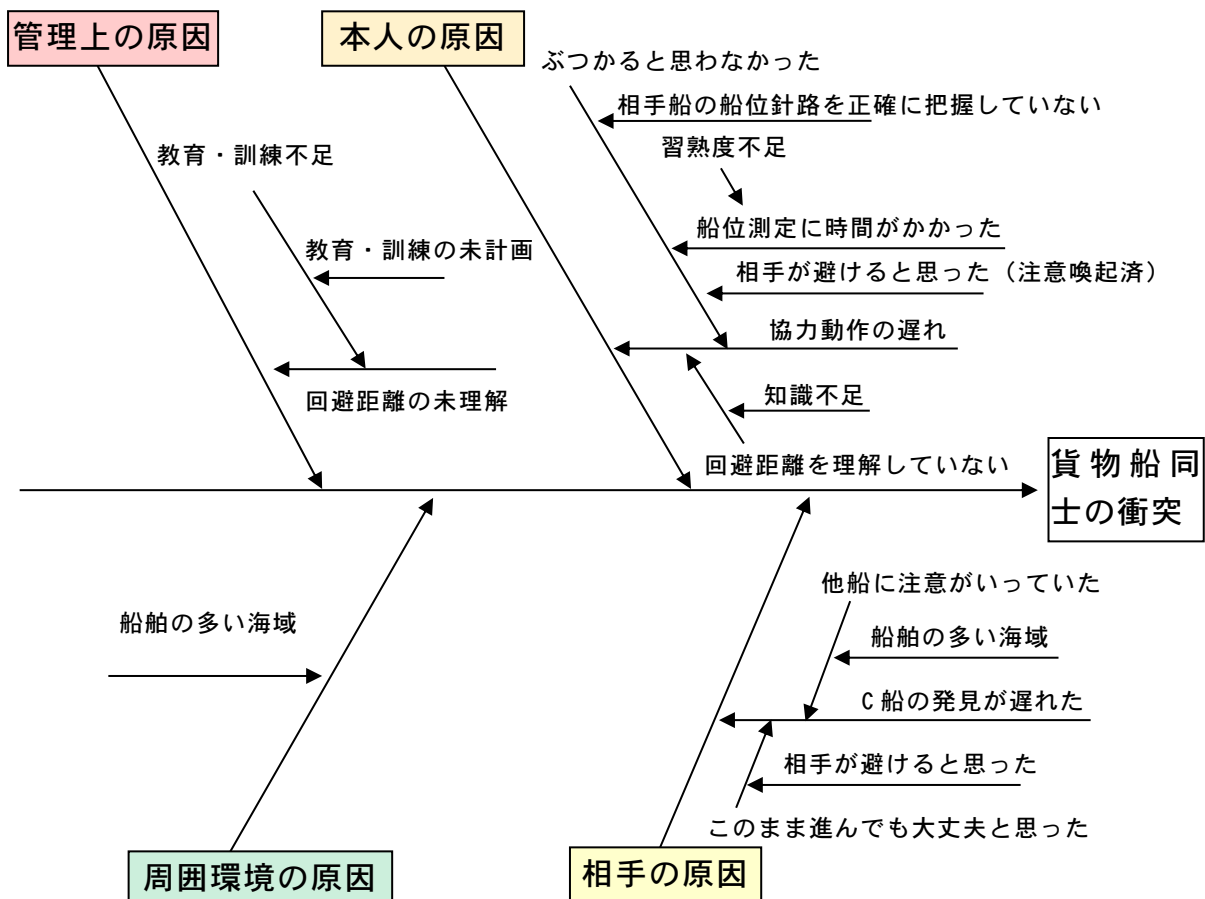 管理上の原因
本人の原因
ぶつかると思わなかった
相手船の船位針路を正確に把握していない
習熟度不足
教育・訓練不足
船位測定に時間がかかった
教育・訓練の未計画
相手が避けると思った（注意喚起済）
協力動作の遅れ
回避距離の未理解
知識不足
回避距離を理解していない
貨物船同
士の衝突
他船に注意がいっていた
船舶の多い海域
船舶の多い海域
C船の発見が遅れた
相手が避けると思った
このまま進んでも大丈夫と思った
周囲環境の原因
相手の原因